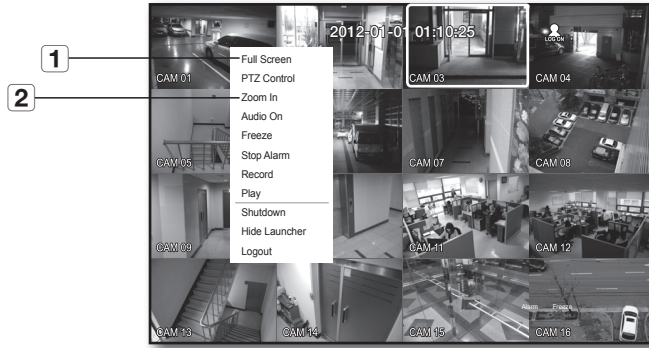 1
2
2012-01-01 01:10:25
LOG ON
CAM 01
CAM 03
CAM 04
Full Screen
PTZ Control
Zoom In
Audio On
Freeze
Stop Alarm
Record
Play
Shutdown
Hide Launcher
Logout
CAM 05
CAM 07
CAM 08
CAM 09
CAM 11
CAM 12
Alarm Freeze
CAM 13
CAM 14
CAM 15
CAM 16